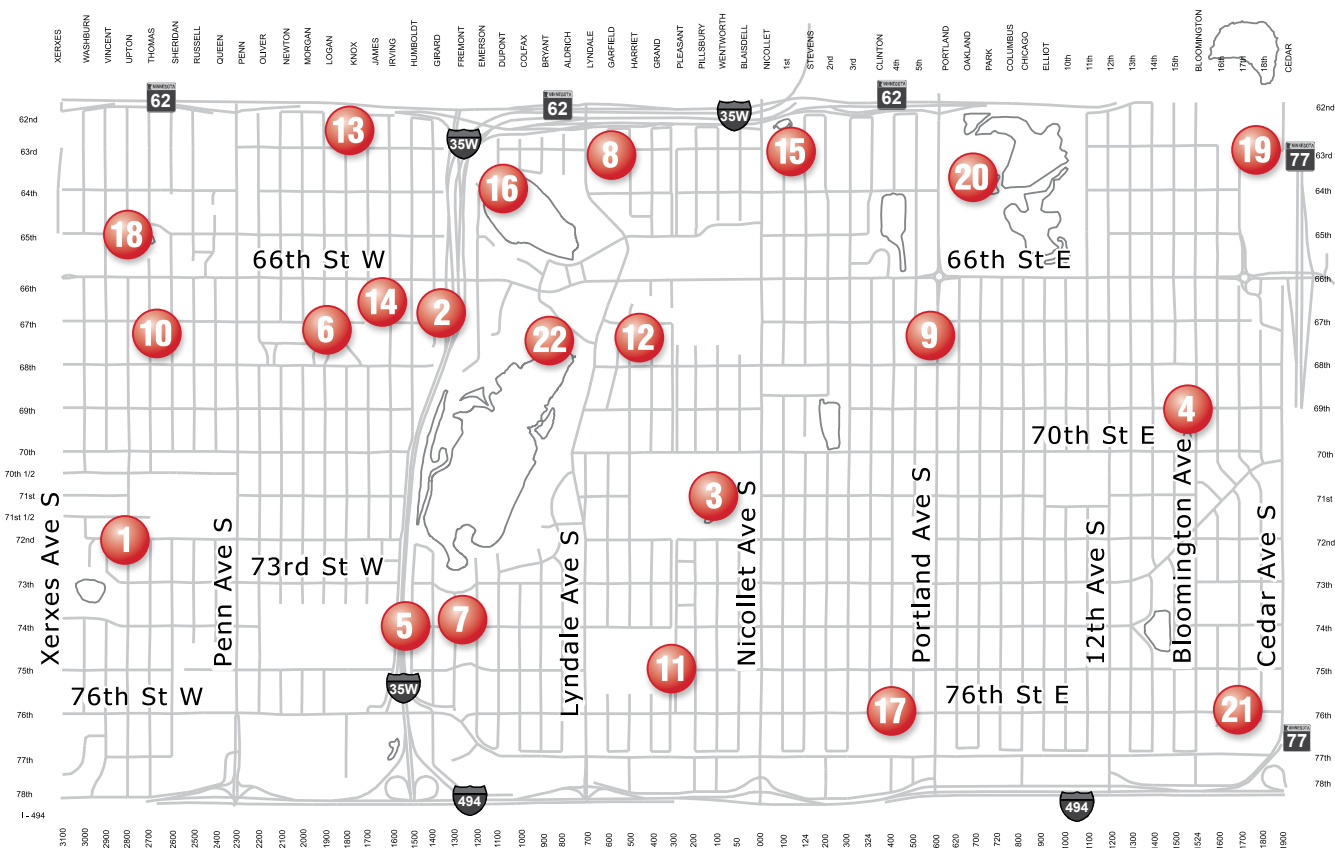 XERXES
WASHBURN
VINCENT
UPTON
THOMAS
SHERIDAN
RUSSELL
QUEEN
PENN
OLIVER
NEWTON
MORGAN
LOGAN
KNOX
JAMES
IRVING
HUMBOLDT
GIRARD
FREMONT
EMERSON
DUPONT
COLFAX
BRYANT
ALDRICH
LYNDALE
GARFIELD
HARRIET
GRAND
PLEASANT
PILLSBURY
WENTWORTH
BLAISDELL
NICOLLET
1st
STEVENS
2nd
3rd
CLINTON
4th
5th
PORTLAND
OAKLAND
PARK
COLUMBUS
CHICAGO
ELLIOT
10th
11th
12th
13th
14th
15th
BLOOMINGTON
16th
17th
18th
CEDAR
MINNESOTA
62
MINNESOTA
62
MINNESOTA
62
35W
35W
62nd
62nd
13
8
15
19
MINNESOTA
77
63rd
63rd
16
20
64th
64th
18
65th
65th
66th St W
66th St E
66th
66th
14
2
10
6
22
12
9
67th
67th
68th
68th
4
69th
69th
70th St E
70th
70th
70th 1/2
3
71st
71st
71st 1/2
1
72nd
72nd
Xerxes Ave S
Penn Ave S
Lyndale Ave S
Nicollet Ave S
Portland Ave S
12th Ave S
Bloomington Ave
Cedar Ave S
73rd St W
73rd
73rd
5
7
74th
74th
11
75th
75th
35W
76th St W
76th St E
17
21
76th
76th
MINNESOTA
77
77th
77th
78th
78th
494
494
I - 494
3100
3000
2900
2800
2700
2600
2500
2400
2300
2200
2100
2000
1900
1800
1700
1600
1500
1400
1300
1200
1100
1000
900
800
700
600
500
400
300
200
100
50
000
100
200
300
324
400
500
600
620
700
720
800
824
900
1000
1100
1200
1300
1400
1500
1524
1600
1700
1800
1900